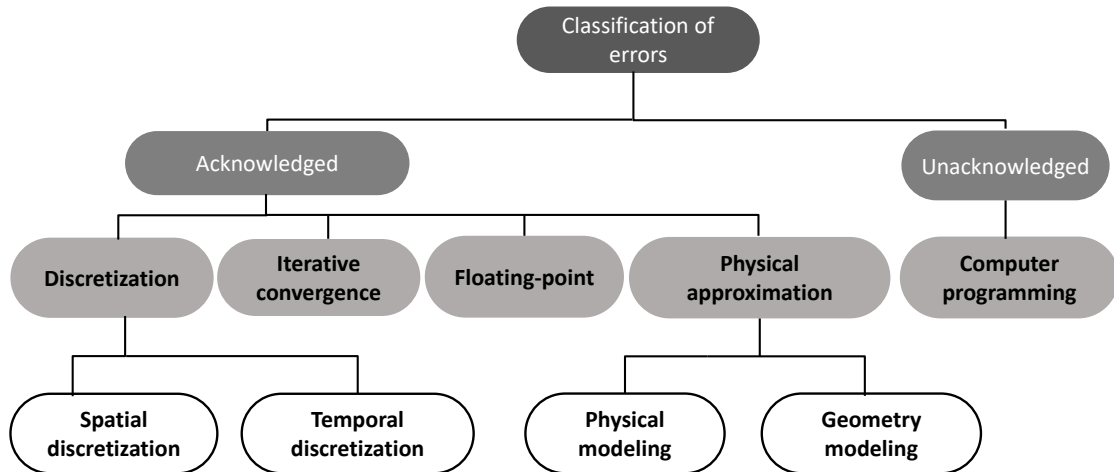 Classification of
errors
Acknowledged
Unacknowledged
Discretization
Iterative
convergence
Floating-point
Physical
approximation
Computer
programming
Spatial
discretization
Temporal
discretization
Physical
modeling
Geometry
modeling